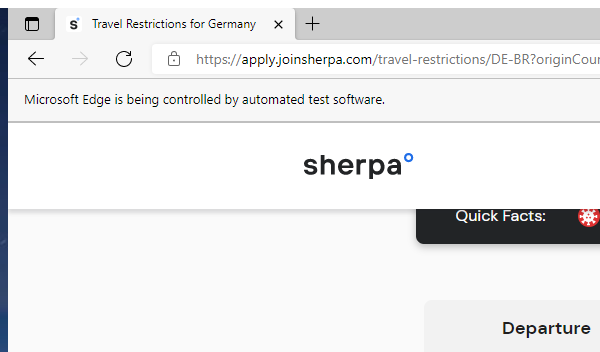 Travel Restrictions for Germany
https://apply.joinsherpa.com/travel-restrictions/DE-BR?originCour
Microsoft Edge is being controlled by automated test software.
sherpa
Quick Facts:
Departure